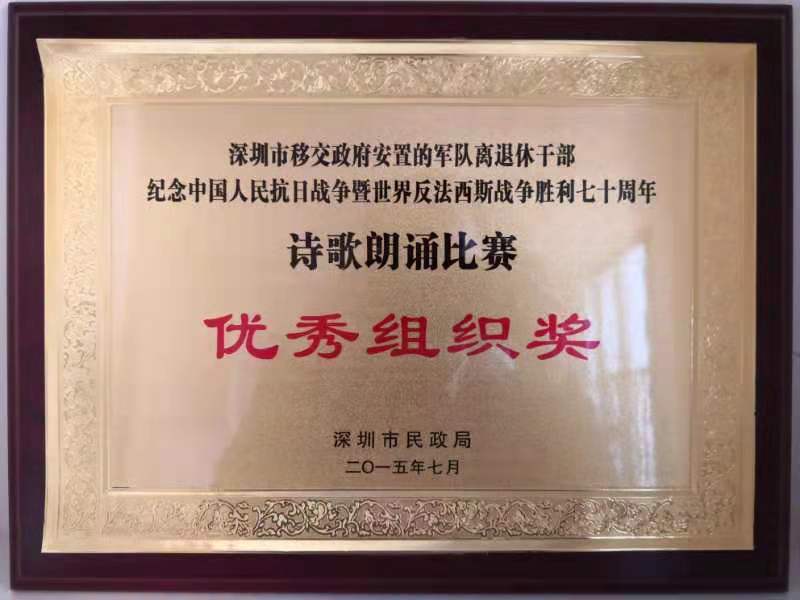 深圳市移交政府安置的军队离退休干部
纪念中国人民抗日战争暨世界反法西斯战争胜利七十周年
诗歌朗诵比赛
优秀组织奖
深圳市民政局
二〇一五年七月